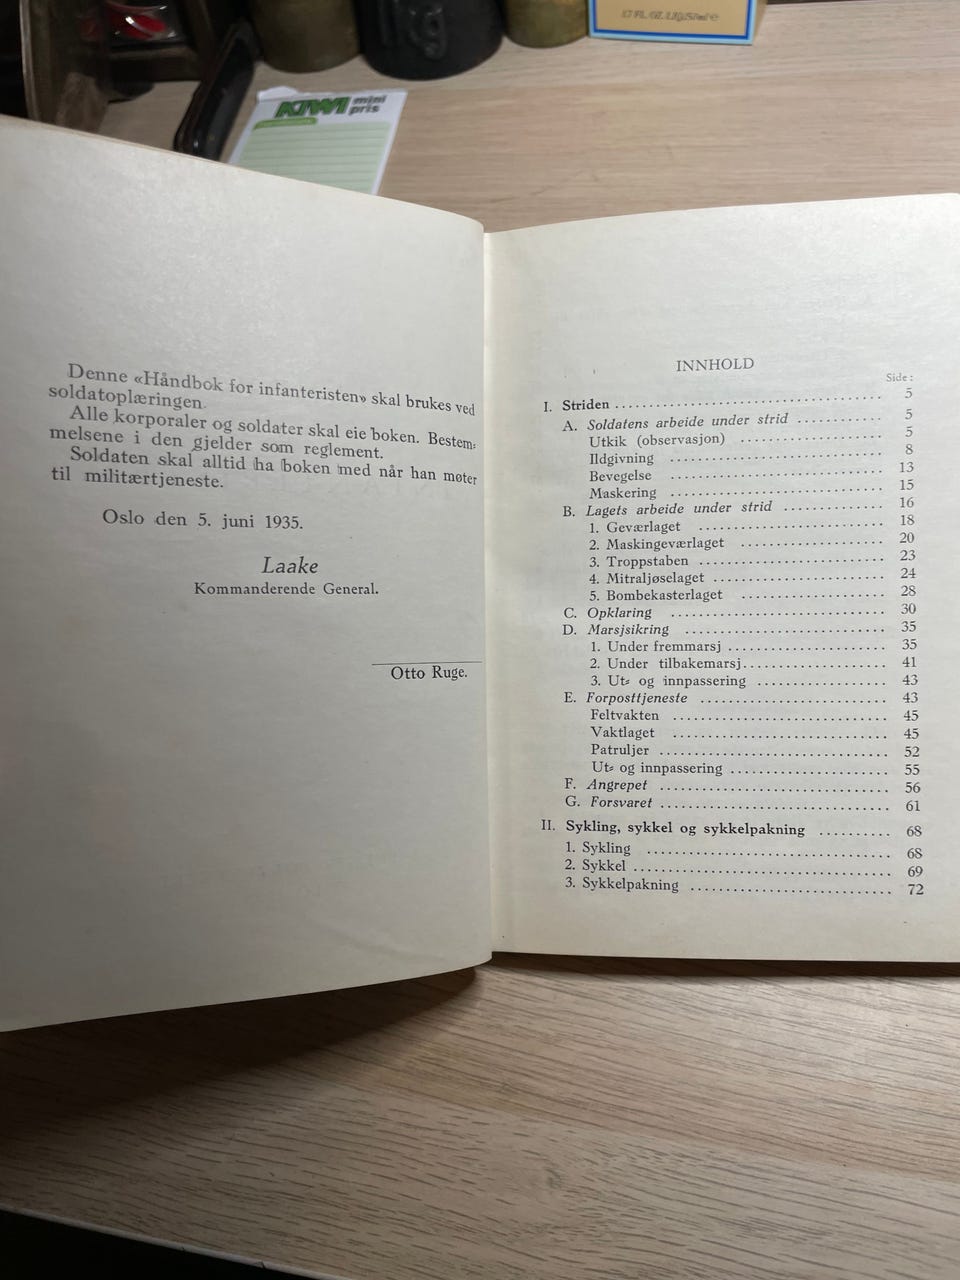 17 FL. OZ. LIQ/507ml e
KIWI mini
pris
Denne «Håndbok for infanteristen» skal brukes ved
soldatoplæringen.
Alle korporaler og soldater skal eie boken. Bestem-
melsene i den gjelder som reglement.
Soldaten skal alltid ha boken med når han møter
til militærtjeneste.
Oslo den 5. juni 1935.
Laake
Kommanderende General.
Otto Ruge.
INNHOLD
Side:
I. Striden .................................... 5
A. Soldatens arbeide under strid ............ 5
Utkik (observasjon) ................... 5
Ildgivning ............................ 8
Bevegelse ............................. 13
Maskering ............................. 15
B. Lagets arbeide under strid ............... 16
1. Geværlaget ......................... 18
2. Maskingeværlaget ................... 20
3. Troppstaben ........................ 23
4. Mitraljøselaget .................... 24
5. Bombekasterlaget ................... 28
C. Opklaring ................................ 30
D. Marsjsikring ............................. 35
1. Under fremmarsj .................... 35
2. Under tilbakemarsj.................. 41
3. Ut- og innpassering ................ 43
E. Forposttjeneste .......................... 43
Feltvakten ............................ 45
Vaktlaget ............................. 45
Patruljer ............................. 52
Ut- og innpassering ................... 55
F. Angrepet ................................. 56
G. Forsvaret ................................ 61
II. Sykling, sykkel og sykkelpakning .......... 68
1. Sykling ............................... 68
2. Sykkel ................................ 69
3. Sykkelpakning ......................... 72